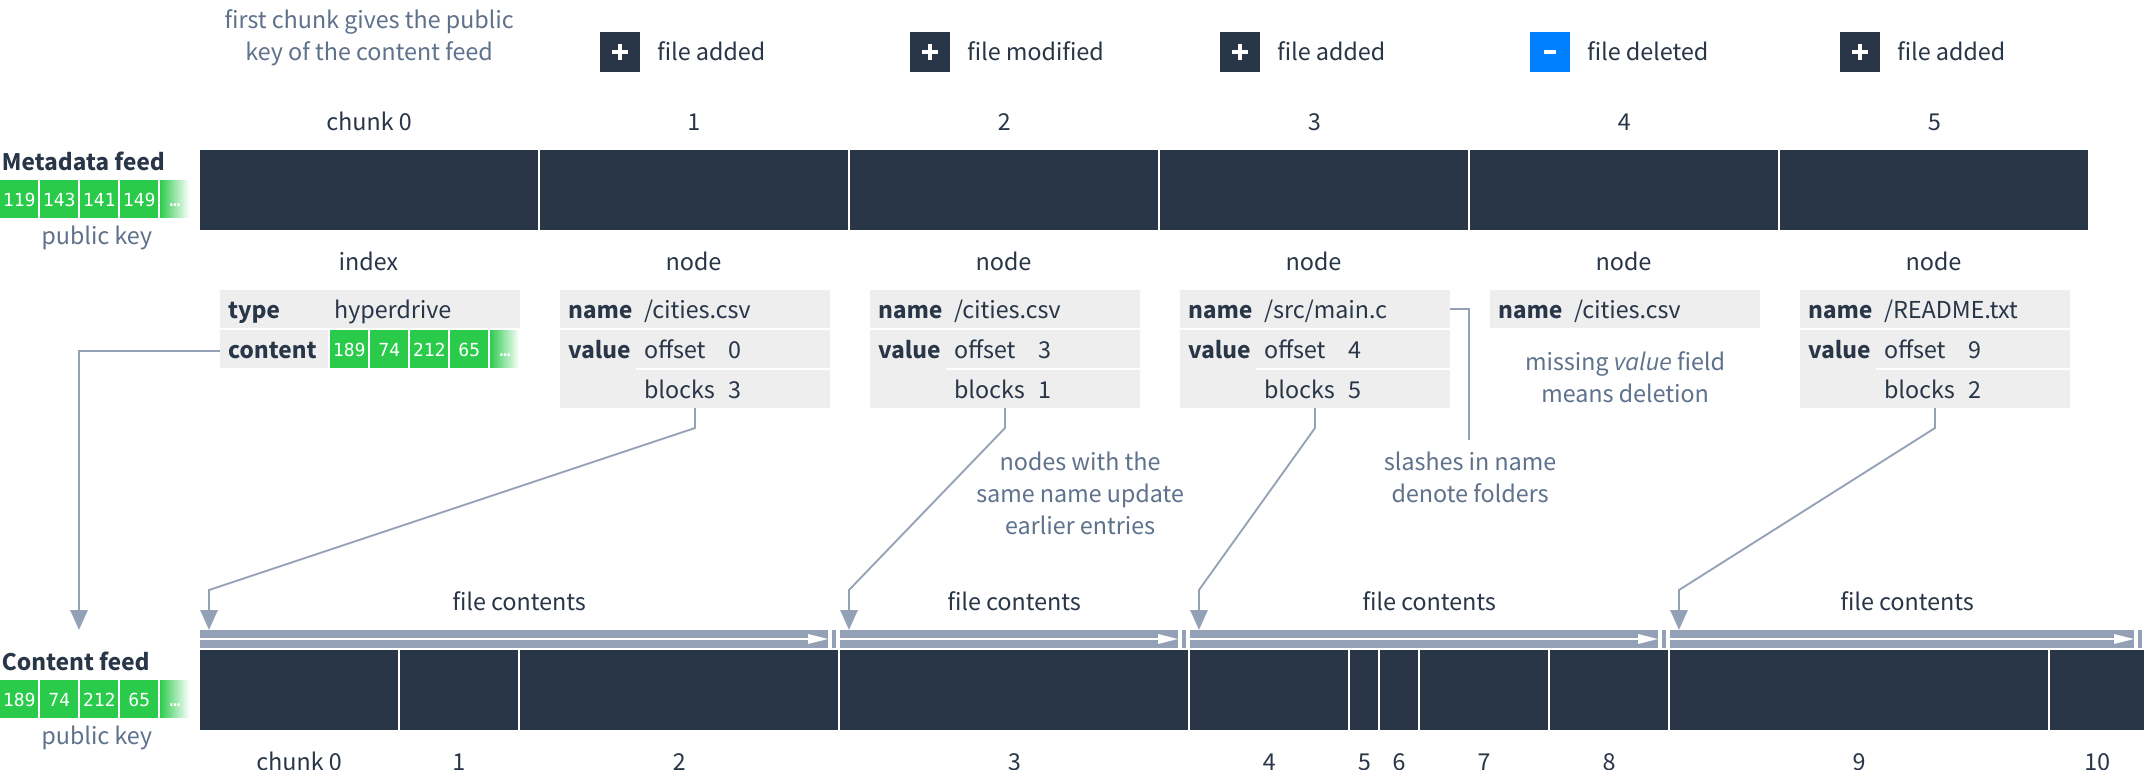 first chunk gives the public
key of the content feed
+ file added
+ file modified
+ file added
- file deleted
+ file added
chunk 0 1 2 3 4 5
Metadata feed
119 143 141 149 ...
public key
index
type hyperdrive
content 189 74 212 65 ...
node
name /cities.csv
value offset 0
blocks 3
node
name /cities.csv
value offset 3
blocks 1
node
name /src/main.c
value offset 4
blocks 5
node
name /cities.csv
missing value field
means deletion
node
name /README.txt
value offset 9
blocks 2
nodes with the
same name update
earlier entries
slashes in name
denote folders
file contents
file contents
file contents
file contents
Content feed
189 74 212 65 ...
public key
chunk 0 1 2 3 4 5 6 7 8 9 10